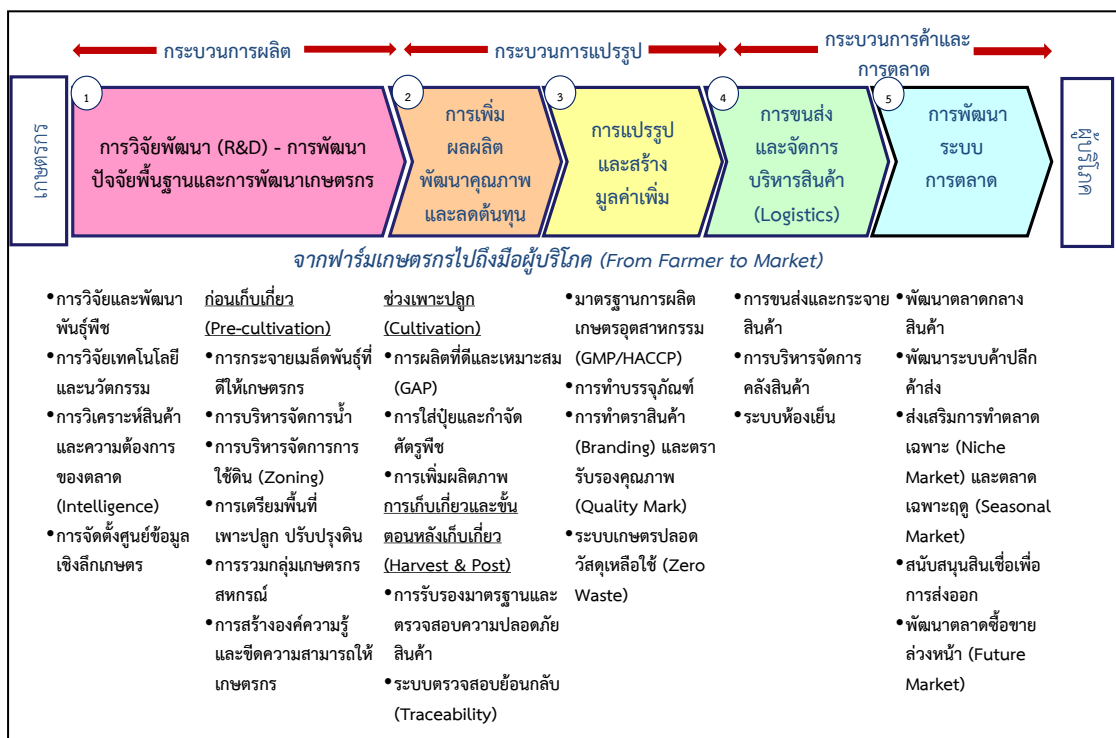 กระบวนการผลิต
กระบวนการแปรรูป
กระบวนการค้าและ
การตลาด
เกษตรกร
1
การวิจัยพัฒนา (R&D) - การพัฒนา
ปัจจัยพื้นฐานและการพัฒนาเกษตรกร
2
การเพิ่ม
ผลผลิต
พัฒนาคุณภาพ
และลดต้นทุน
3
การแปรรูป
และสร้าง
มูลค่าเพิ่ม
4
การขนส่ง
และจัดการ
บริหารสินค้า
(Logistics)
5
การพัฒนา
ระบบ
การตลาด
ผู้บริโภค
จากฟาร์มเกษตรกรไปถึงมือผู้บริโภค (From Farmer to Market)
•การวิจัยและพัฒนา
พันธุ์พืช
•การวิจัยเทคโนโลยี
และนวัตกรรม
•การวิเคราะห์สินค้า
และความต้องการ
ของตลาด
(Intelligence)
•การจัดตั้งศูนย์ข้อมูล
เชิงลึกเกษตร
ก่อนเก็บเกี่ยว
(Pre-cultivation)
•การกระจายเมล็ดพันธุ์ที่
ดีให้เกษตรกร
•การบริหารจัดการน้ำ
•การบริหารจัดการการ
ใช้ดิน (Zoning)
•การเตรียมพื้นที่
เพาะปลูก ปรับปรุงดิน
•การรวมกลุ่มเกษตรกร
สหกรณ์
•การสร้างองค์ความรู้
และขีดความสามารถให้
เกษตรกร
ช่วงเพาะปลูก
(Cultivation)
•การผลิตที่ดีและเหมาะสม
(GAP)
•การใส่ปุ๋ยและกำจัด
ศัตรูพืช
•การเพิ่มผลิตภาพ
การเก็บเกี่ยวและขั้น
ตอนหลังเก็บเกี่ยว
(Harvest & Post)
•การรับรองมาตรฐานและ
ตรวจสอบความปลอดภัย
สินค้า
•ระบบตรวจสอบย้อนกลับ
(Traceability)
•มาตรฐานการผลิต
เกษตรอุตสาหกรรม
(GMP/HACCP)
•การทำบรรจุภัณฑ์
•การทำตราสินค้า
(Branding) และตรา
รับรองคุณภาพ
(Quality Mark)
•ระบบเกษตรปลอด
วัสดุเหลือใช้ (Zero
Waste)
•การขนส่งและกระจาย
สินค้า
•การบริหารจัดการ
คลังสินค้า
•ระบบห้องเย็น
•พัฒนาตลาดกลาง
สินค้า
•พัฒนาระบบค้าปลีก
ค้าส่ง
•ส่งเสริมการทำตลาด
เฉพาะ (Niche
Market) และตลาด
เฉพาะฤดู (Seasonal
Market)
•สนับสนุนสินเชื่อเพื่อ
การส่งออก
•พัฒนาตลาดซื้อขาย
ล่วงหน้า (Future
Market)